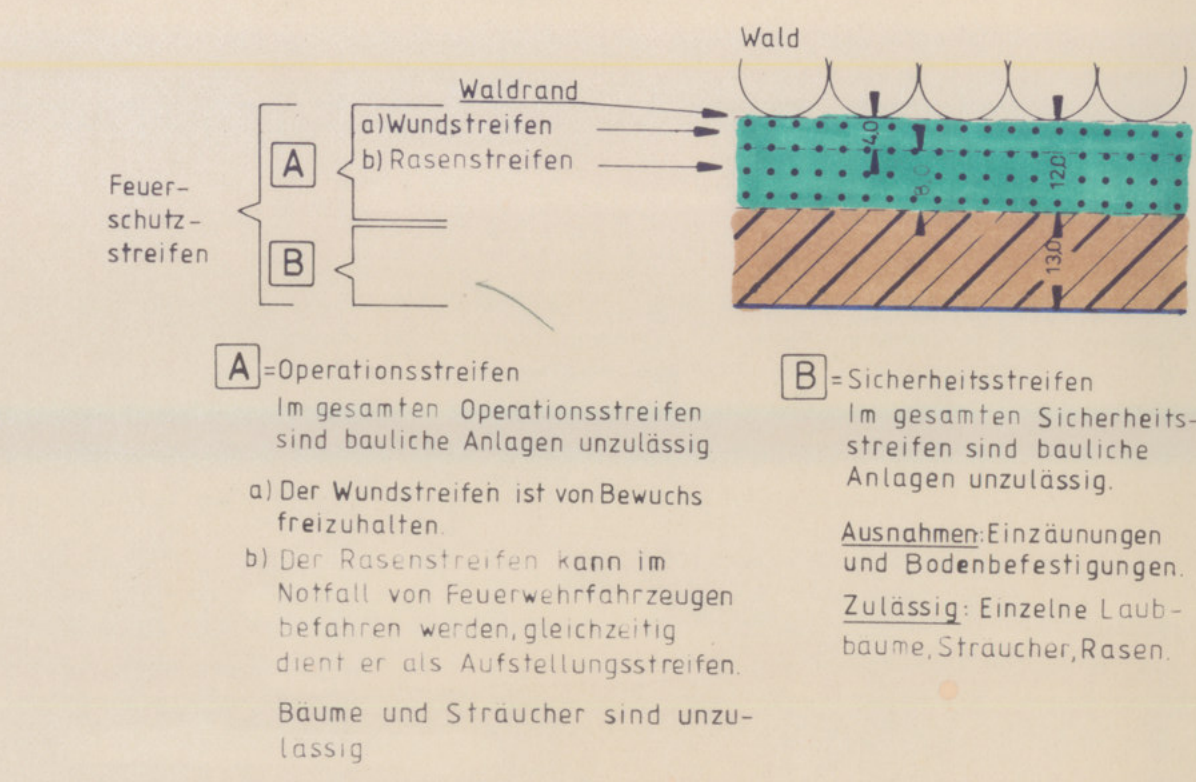 Wald
Waldrand
a) Wundstreifen
b) Rasenstreifen
A
B
Feuer-
schutz-
streifen
4.0
8.0
12.0
13.0
A = Operationsstreifen
Im gesamten Operationsstreifen
sind bauliche Anlagen unzulässig
a) Der Wundstreifen ist von Bewuchs
freizuhalten.
b) Der Rasenstreifen kann im
Notfall von Feuerwehrfahrzeugen
befahren werden, gleichzeitig
dient er als Aufstellungsstreifen.
Bäume und Sträucher sind unzu-
lässig
B = Sicherheitsstreifen
Im gesamten Sicherheits-
streifen sind bauliche
Anlagen unzulässig.
Ausnahmen: Einzäunungen
und Bodenbefestigungen.
Zulässig: Einzelne Laub-
bäume, Sträucher, Rasen.